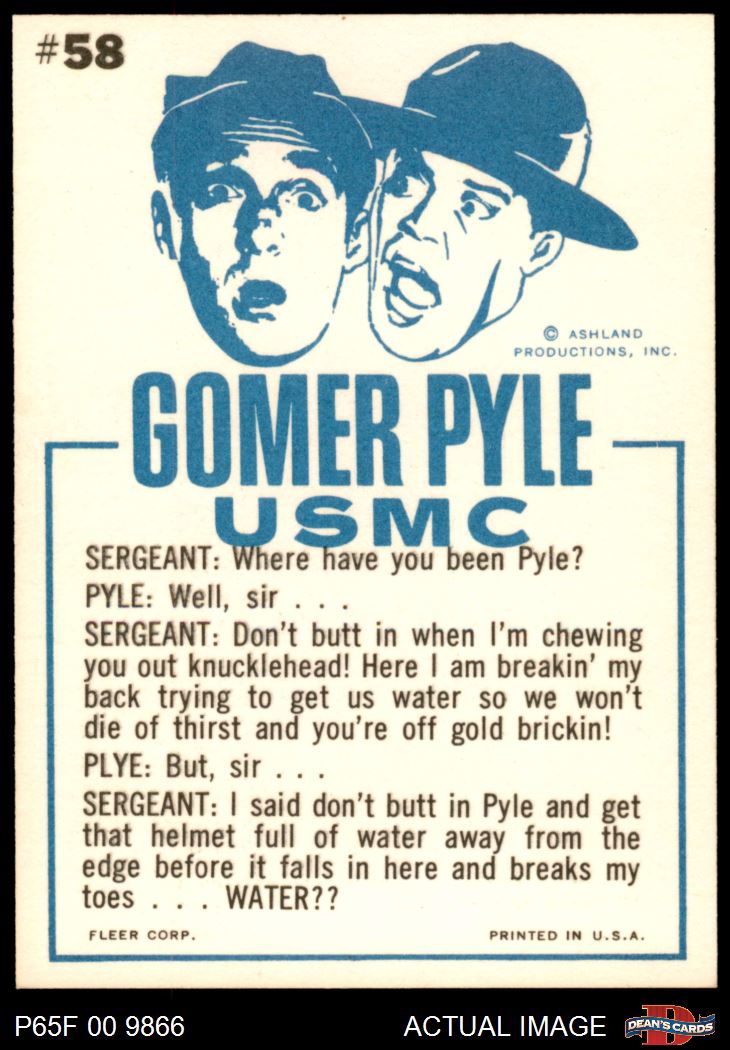 #58
© ASHLAND
PRODUCTIONS, INC.
GOMER PYLE
USMC
SERGEANT: Where have you been Pyle?
PYLE: Well, sir . . .
SERGEANT: Don't butt in when I'm chewing
you out knucklehead! Here I am breakin' my
back trying to get us water so we won't
die of thirst and you're off gold brickin!
PLYE: But, sir . . .
SERGEANT: I said don't butt in Pyle and get
that helmet full of water away from the
edge before it falls in here and breaks my
toes . . . WATER??
FLEER CORP. PRINTED IN U.S.A.
P65F 00 9866 ACTUAL IMAGE D DEAN'S CARDS